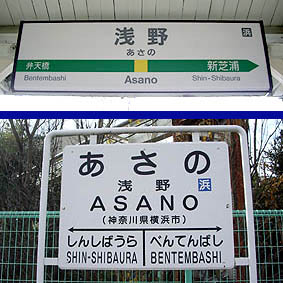 浅野 浜
あさの
弁天橋 新芝浦
Bentembashi Asano Shin-Shibaura
あさの
浅野 浜
ASANO
(神奈川県横浜市)
しんしばうら べんてんばし
SHIN-SHIBAURA BENTEMBASHI